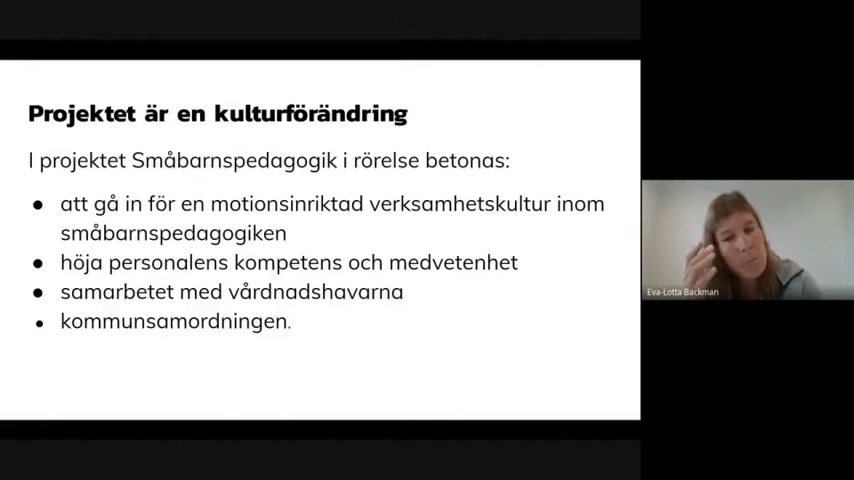 Projektet är en kulturförändring
I projektet Småbarnspedagogik i rörelse betonas:
● att gå in för en motionsinriktad verksamhetskultur inom
småbarnspedagogiken
● höja personalens kompetens och medvetenhet
● samarbetet med vårdnadshavarna
● kommunsamordningen.
Eva-Lotta Backman